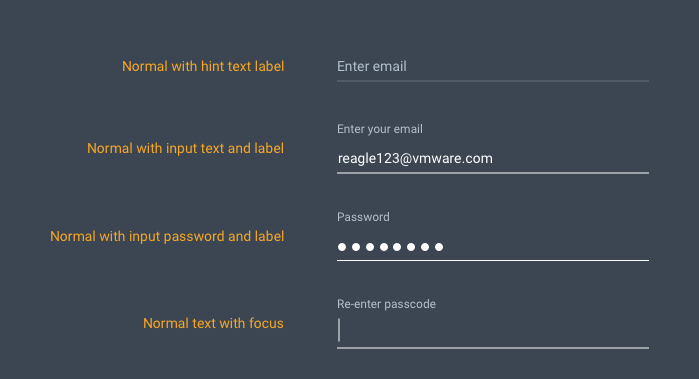 Normal with hint text label
Enter email
Enter your email
Normal with input text and label
reagle123@vmware.com
Password
Normal with input password and label
Re-enter passcode
Normal text with focus